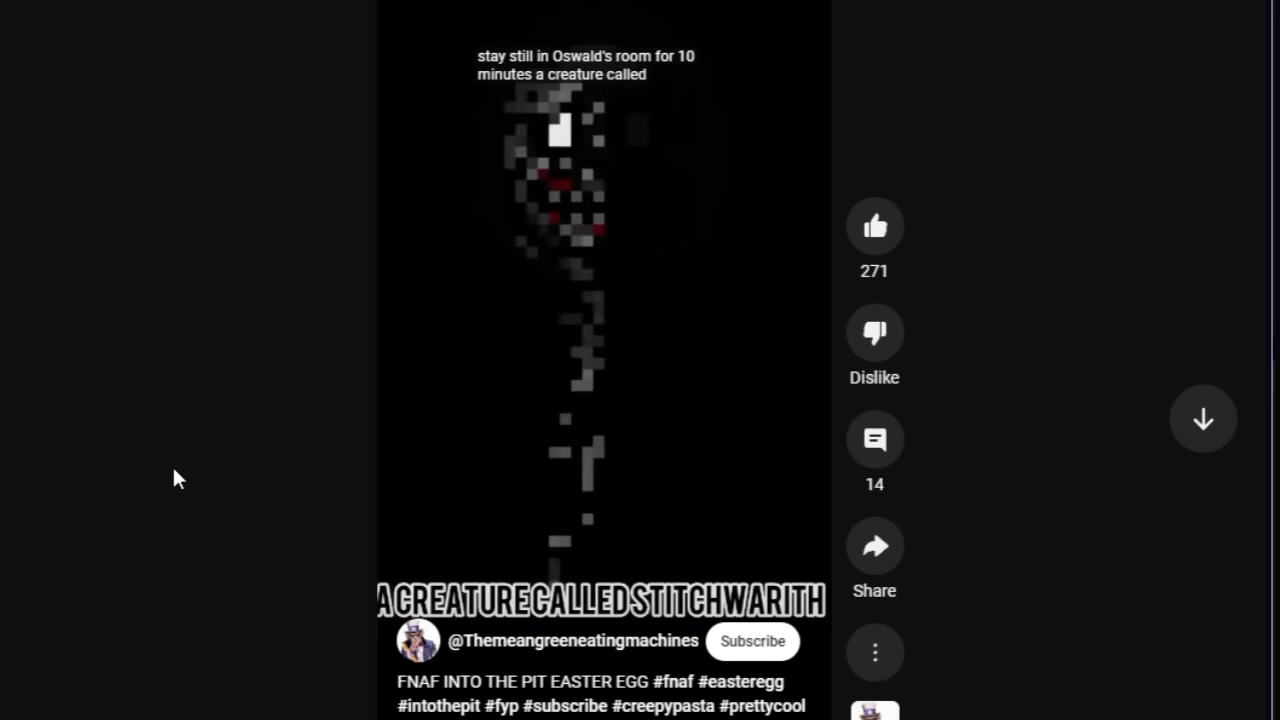 stay still in Oswald's room for 10
minutes a creature called
A CREATURE CALLED STITCHWARITH
@Themeangreeneatingmachines
Subscribe
FNAF INTO THE PIT EASTER EGG #fnaf #easteregg
#intothepit #fyp #subscribe #creepypasta #prettycool
271
Dislike
14
Share